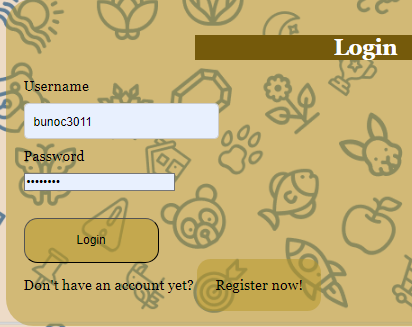 Login
Username
bunoc3011
Password
••••••••
Login
Don't have an account yet? Register now!